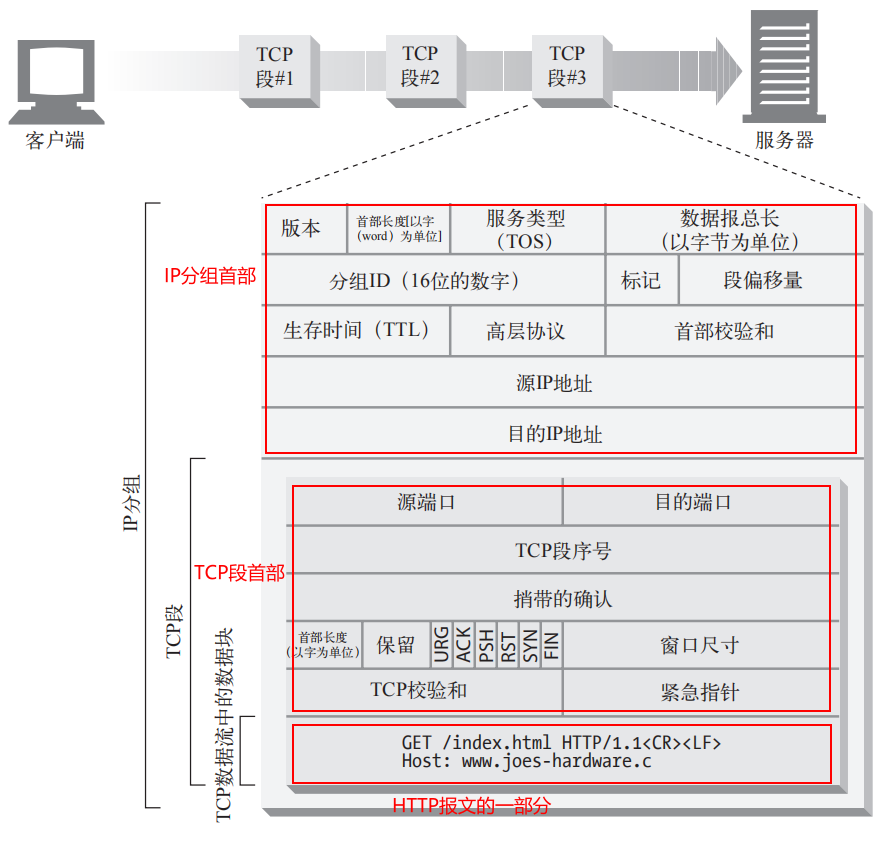 TCP
段#1
TCP
段#2
TCP
段#3
客户端
服务器
版本
首部长度[以字
（word）为单位]
服务类型
（TOS）
数据报总长
（以字节为单位）
IP分组首部
分组ID（16位的数字）
标记
段偏移量
生存时间（TTL）
高层协议
首部校验和
源IP地址
目的IP地址
IP分组
源端口
目的端口
TCP段序号
TCP段首部
捎带的确认
TCP段
首部长度
（以字为单位）
保留
URG
ACK
PSH
RST
SYN
FIN
窗口尺寸
TCP校验和
紧急指针
TCP数据流中的数据块
GET /index.html HTTP/1.1<CR><LF>
Host: www.joes-hardware.c
HTTP报文的一部分